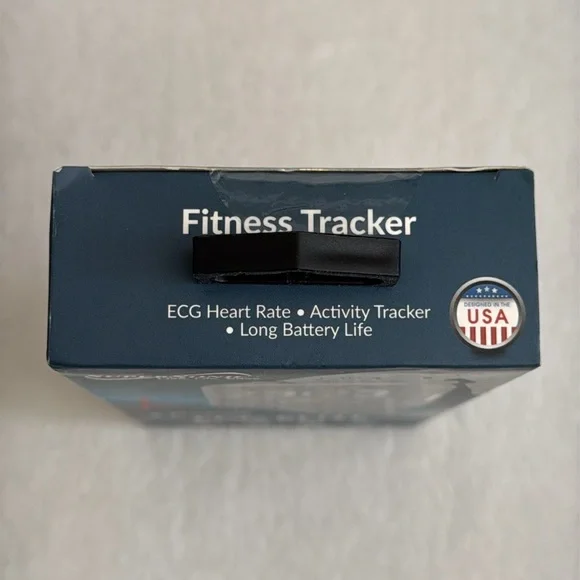 Fitness Tracker
ECG Heart Rate • Activity Tracker
• Long Battery Life
DESIGNED IN THE
USA